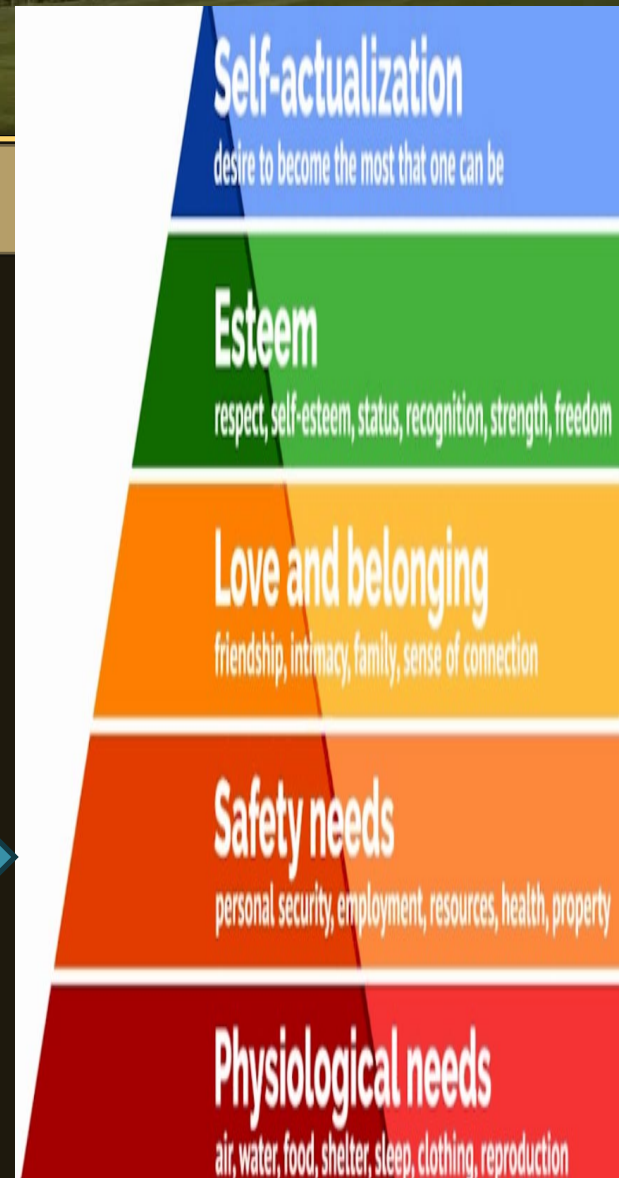 Self-actualization
desire to become the most that one can be
Esteem
respect, self-esteem, status, recognition, strength, freedom
Love and belonging
friendship, intimacy, family, sense of connection
Safety needs
personal security, employment, resources, health, property
Physiological needs
air, water, food, shelter, sleep, clothing, reproduction